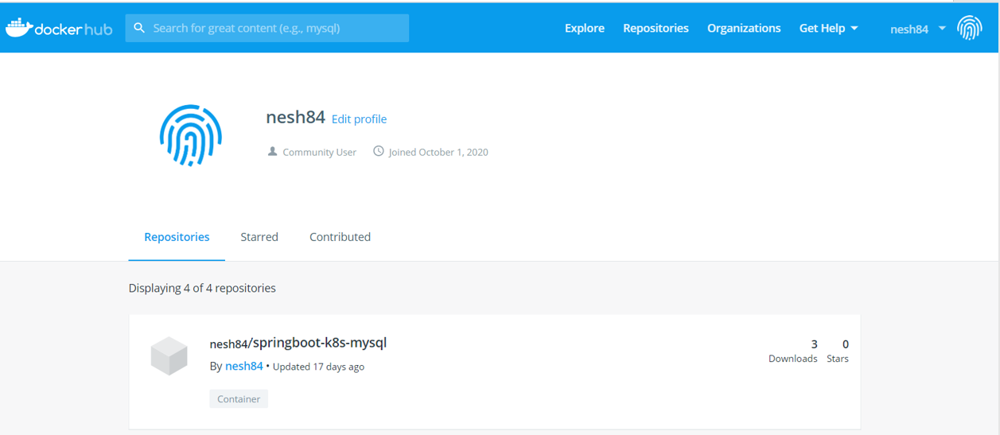 docker hub Search for great content (e.g., mysql) Explore Repositories Organizations Get Help nesh84
nesh84 Edit profile
Community User Joined October 1, 2020
Repositories Starred Contributed
Displaying 4 of 4 repositories
nesh84/springboot-k8s-mysql 3 0
Downloads Stars
By nesh84 • Updated 17 days ago
Container